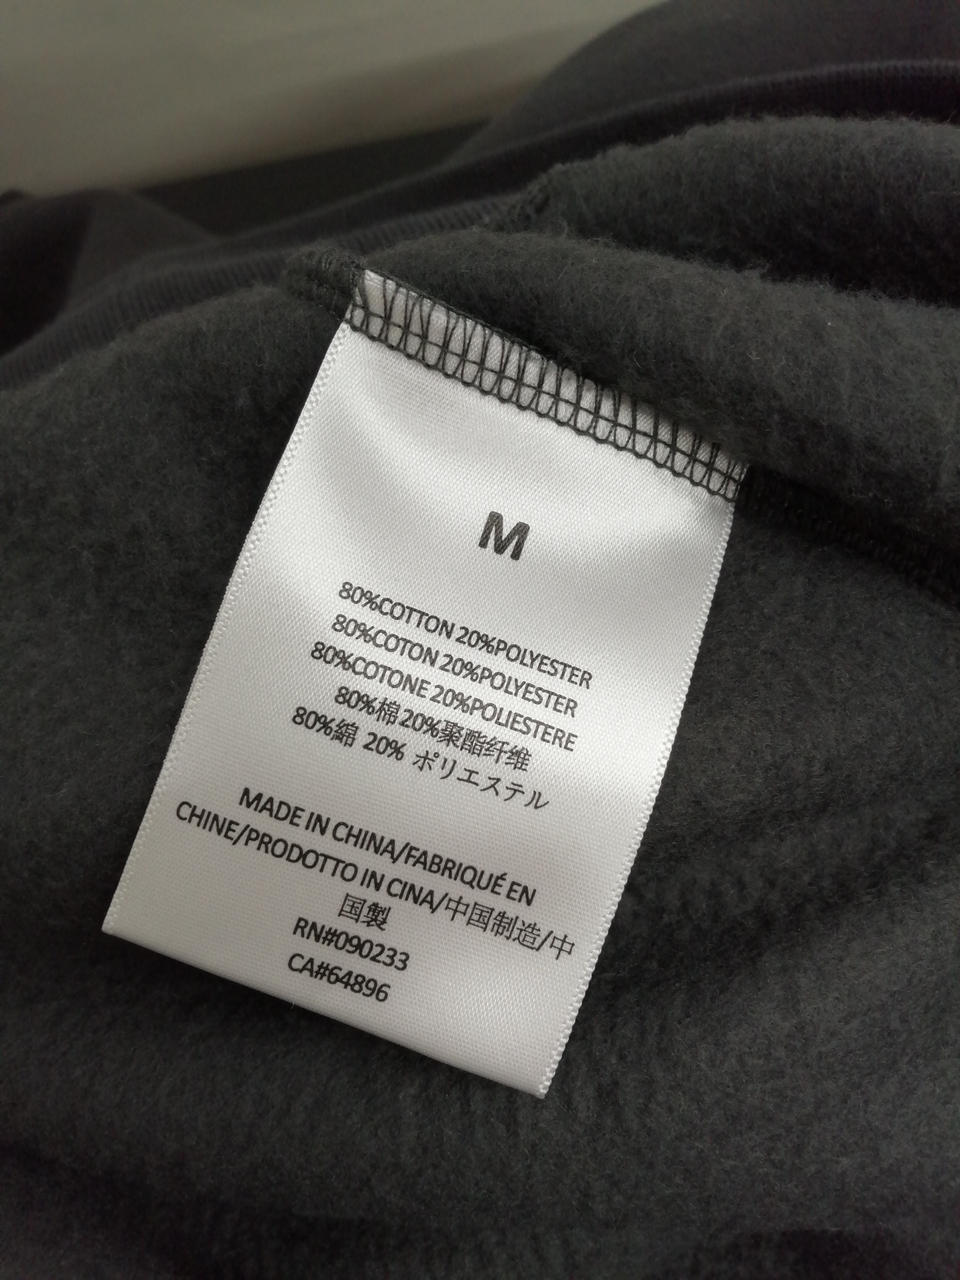 M
80%COTTON 20%POLYESTER
80%COTON 20%POLYESTER
80%COTONE 20%POLIESTERE
80%棉20%聚酯纤维
80%綿 20% ポリエステル
MADE IN CHINA/FABRIQUÉ EN
CHINE/PRODOTTO IN CINA/中国制造/中
国製
RN#090233
CA#64896